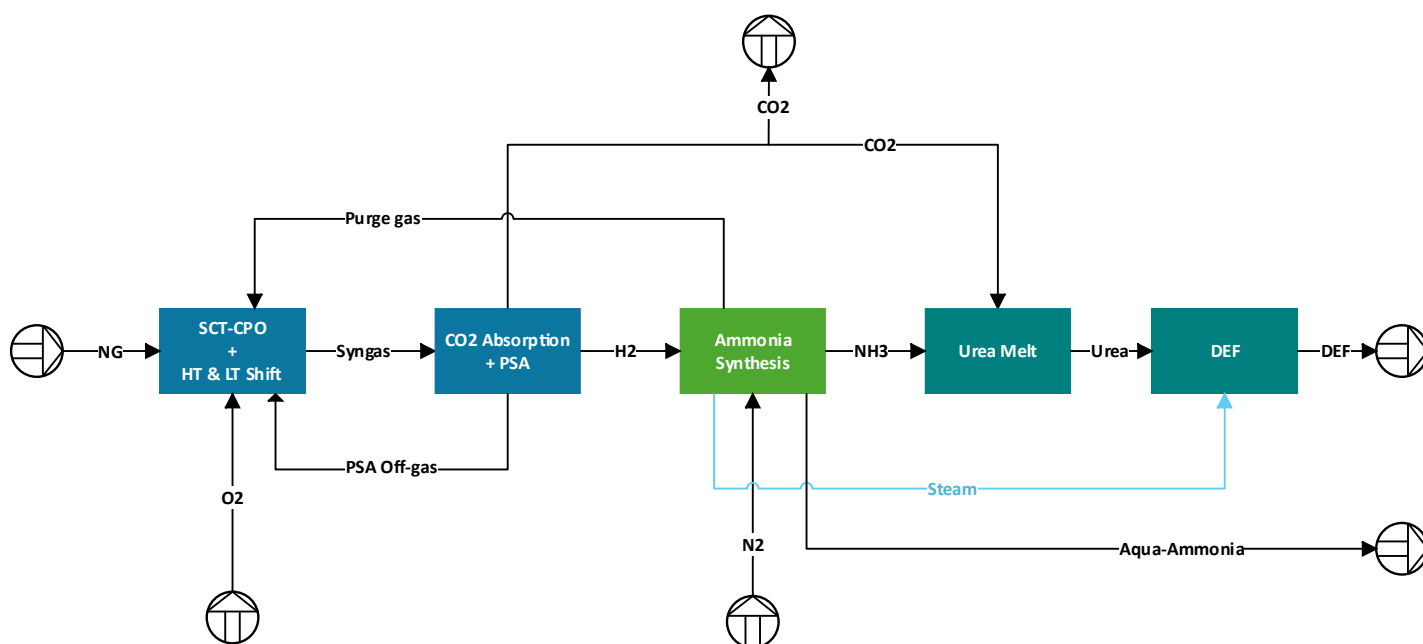 CO2
CO2
Purge gas
SCT-CPO
+
HT & LT Shift
NG
Syngas
CO2 Absorption
+ PSA
H2
Ammonia
Synthesis
NH3
Urea Melt
Urea
DEF
DEF
PSA Off-gas
O2
Steam
N2
Aqua-Ammonia